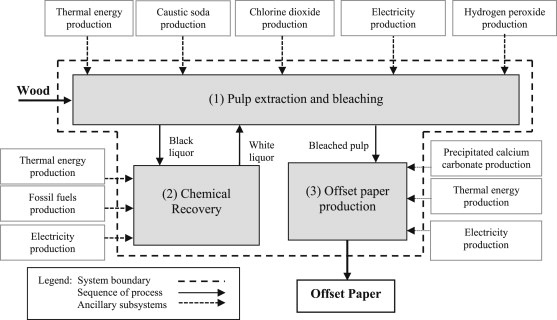 Thermal energy
production
Caustic soda
production
Chlorine dioxide
production
Electricity
production
Hydrogen peroxide
production
Wood
(1) Pulp extraction and bleaching
Black
liquor
White
liquor
Bleached pulp
Thermal energy
production
Fossil fuels
production
Electricity
production
(2) Chemical
Recovery
(3) Offset paper
production
Precipitated calcium
carbonate production
Thermal energy
production
Electricity
production
Legend: System boundary
Sequence of process
Ancillary subsystems
Offset Paper